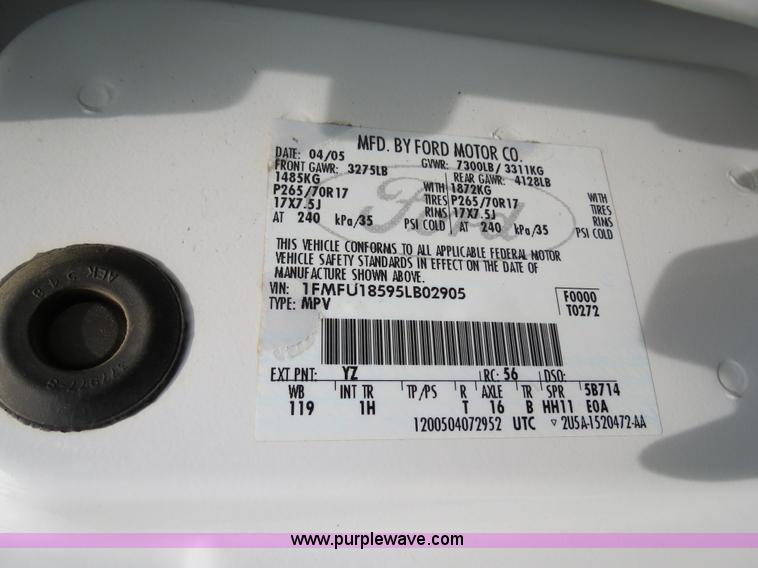 MFD. BY FORD MOTOR CO.
DATE: 04/05 GVWR: 7300LB/ 3311KG
FRONT GAWR: 3275LB REAR GAWR: 4128LB
1485KG WITH 1872KG WITH
P265/70R17 TIRES P265/70R17 TIRES
17X7.5J RIMS 17X7.5J RIMS
AT 240 kPa/35 PSI COLD AT 240 kPa/35 PSI COLD
Ford
THIS VEHICLE CONFORMS TO ALL APPLICABLE FEDERAL MOTOR
VEHICLE SAFETY STANDARDS IN EFFECT ON THE DATE OF
MANUFACTURE SHOWN ABOVE.
VIN: 1FMFU18595LB02905 F0000
TYPE: MPV T0272
EXT PNT: YZ RC: 56 DSO:
WB INT TR TP/PS R AXLE TR SPR 5B714
119 1H T 16 B HH11 E0A
1200504072952 UTC ▽ 2U5A-1520472-AA
AEK 548
www.purplewave.com